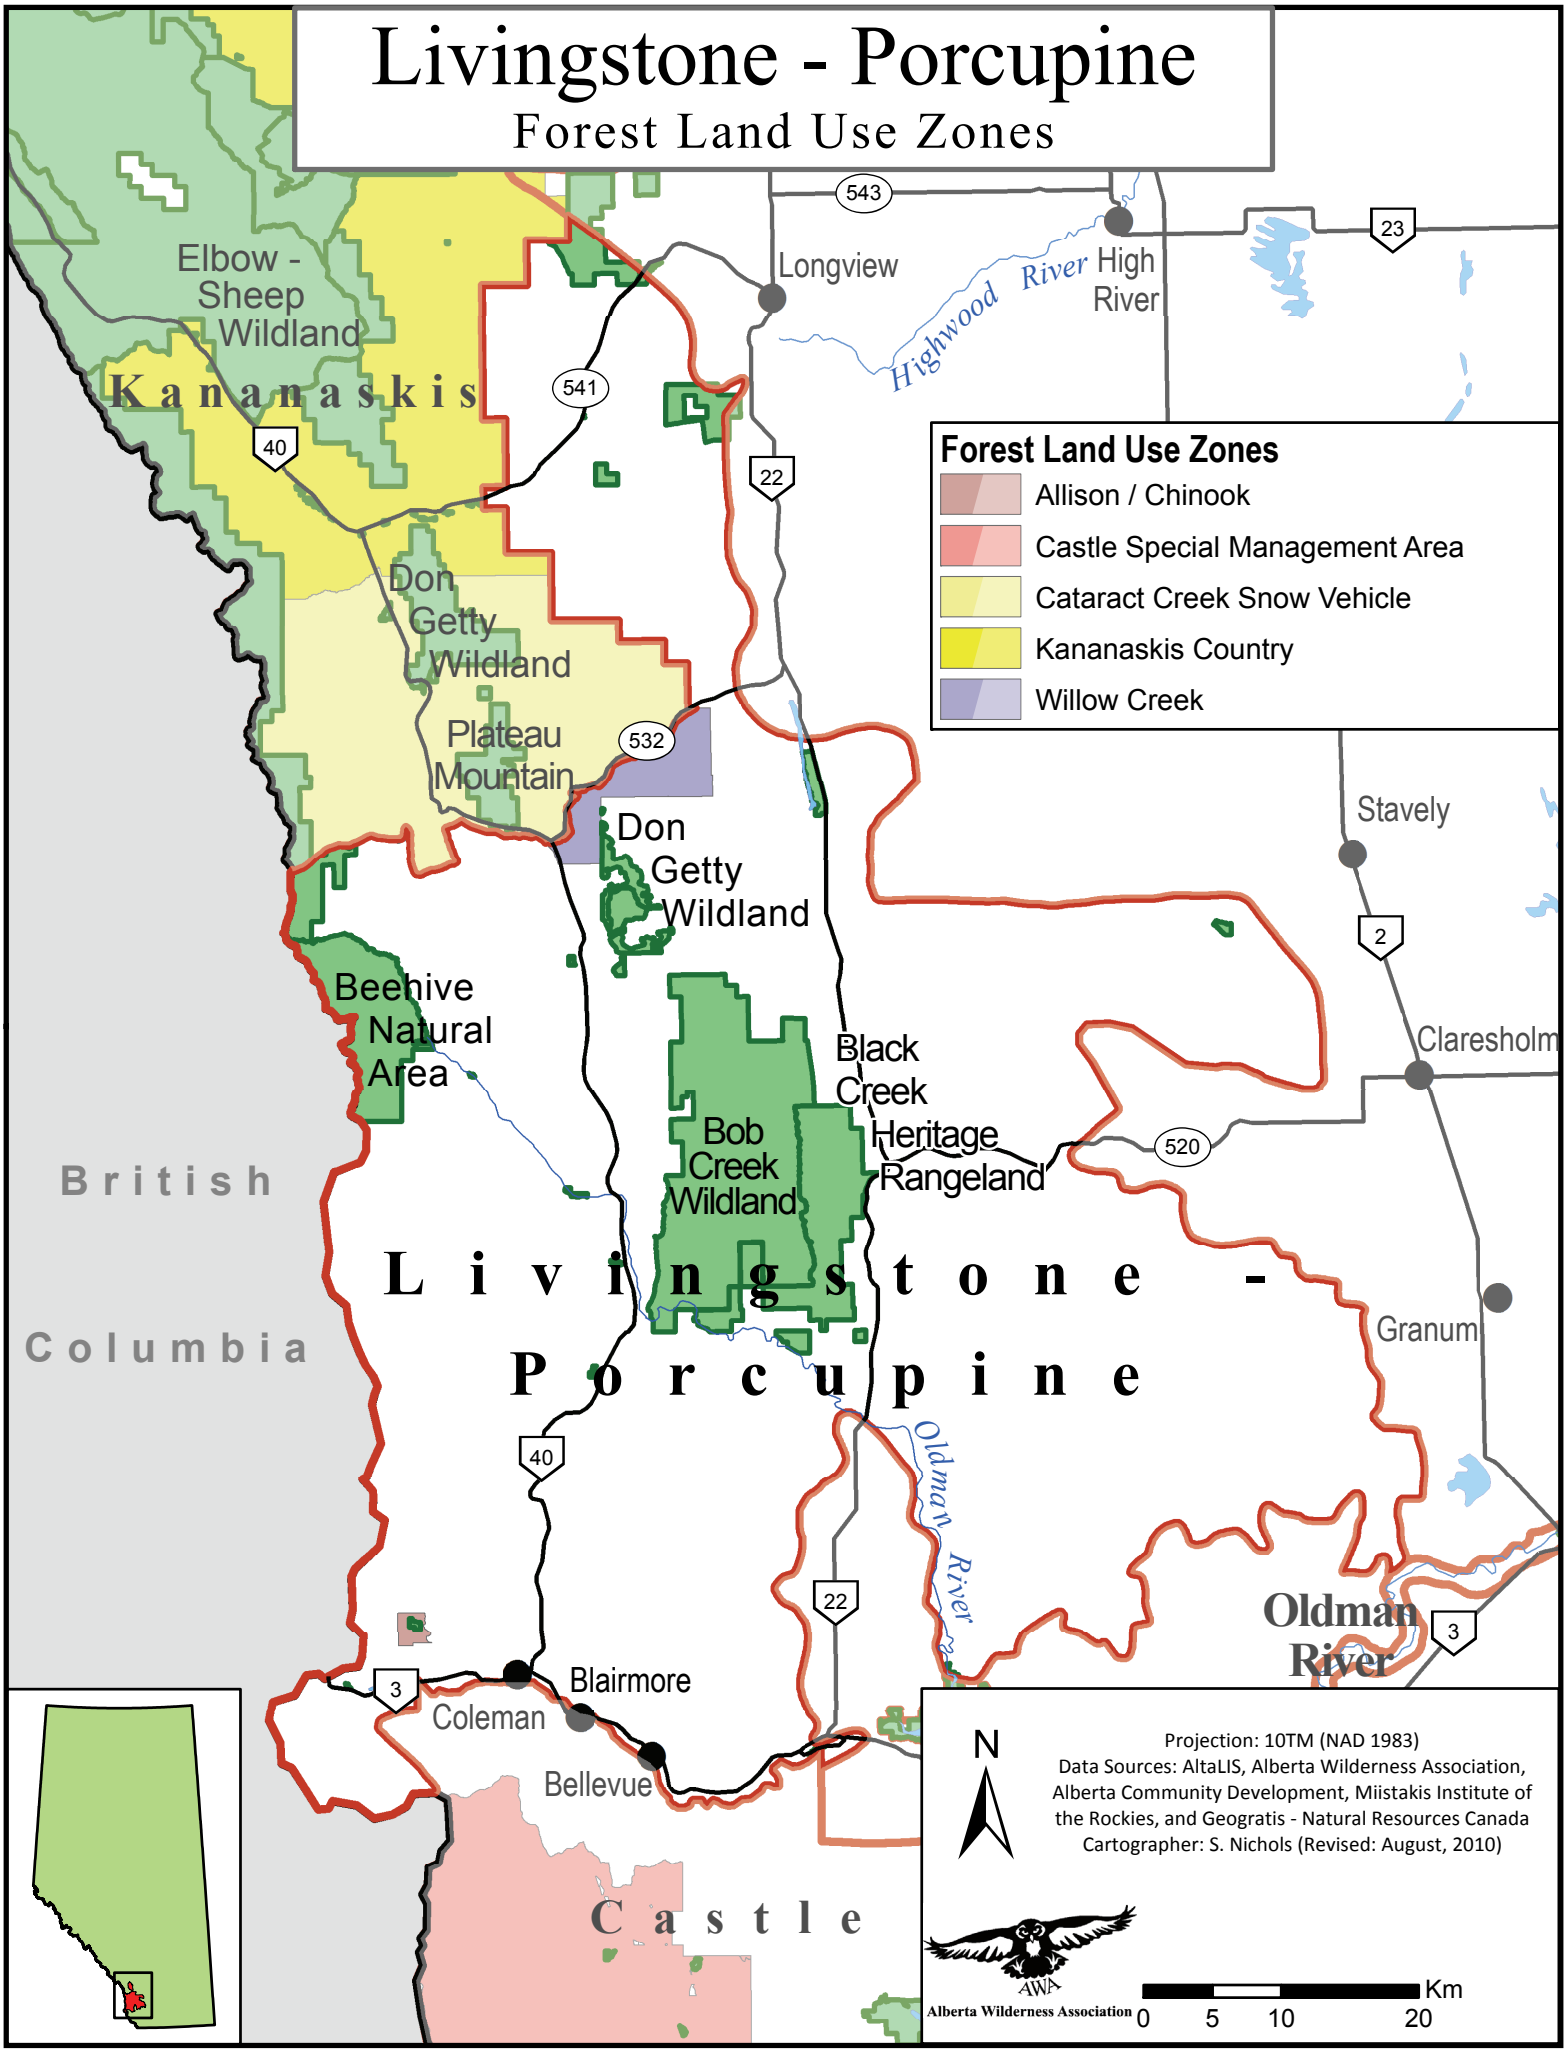 Livingstone - Porcupine
Forest Land Use Zones
543
23
Elbow -
Sheep
Wildland
Longview
Highwood River
High
River
Kananaskis
541
40
22
Forest Land Use Zones
Allison / Chinook
Castle Special Management Area
Cataract Creek Snow Vehicle
Kananaskis Country
Willow Creek
Don
Getty
Wildland
Plateau
Mountain
532
Stavely
Don
Getty
Wildland
2
Beehive
Natural
Area
Claresholm
Black
Creek
Heritage
Rangeland
Bob
Creek
Wildland
520
British
Columbia
Livingstone -
Porcupine
Granum
40
Oldman River
22
Oldman
River
3
3
Blairmore
Coleman
Bellevue
Castle
N
Projection: 10TM (NAD 1983)
Data Sources: AltaLIS, Alberta Wilderness Association,
Alberta Community Development, Miistakis Institute of
the Rockies, and Geogratis - Natural Resources Canada
Cartographer: S. Nichols (Revised: August, 2010)
AWA
Alberta Wilderness Association
Km
0 5 10 20